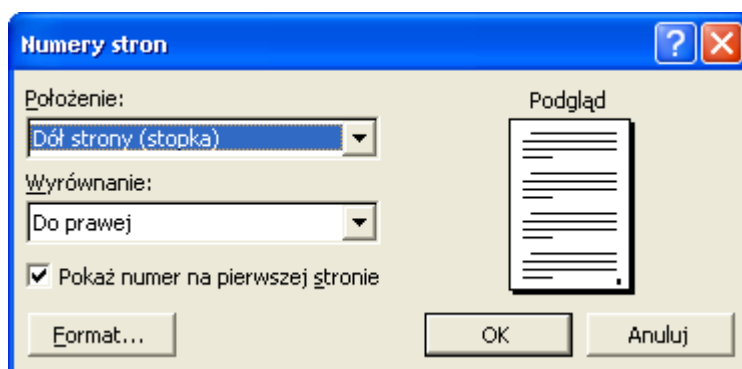 Numery stron
Położenie:
Podgląd
Dół strony (stopka)
Wyrównanie:
Do prawej
Pokaż numer na pierwszej stronie
Format...
OK
Anuluj